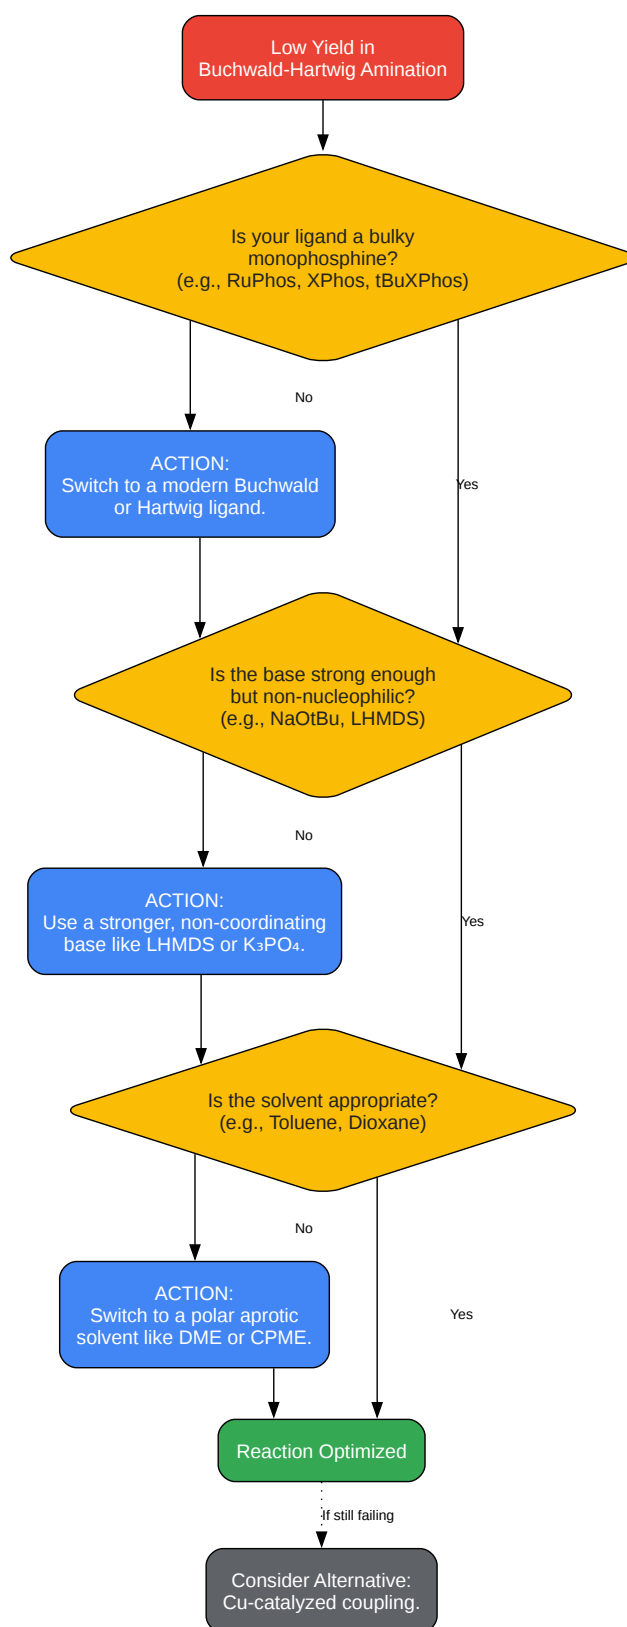 Low Yield in
Buchwald-Hartwig Amination
Is your ligand a bulky
monophosphine?
(e.g., RuPhos, XPhos, tBuXPhos)
No
ACTION:
Switch to a modern Buchwald
or Hartwig ligand.
Yes
Is the base strong enough
but non-nucleophilic?
(e.g., NaOtBu, LHMDS)
No
ACTION:
Use a stronger, non-coordinating
base like LHMDS or K₃PO₄.
Yes
Is the solvent appropriate?
(e.g., Toluene, Dioxane)
No
ACTION:
Switch to a polar aprotic
solvent like DME or CPME.
Yes
Reaction Optimized
If still failing
Consider Alternative:
Cu-catalyzed coupling.